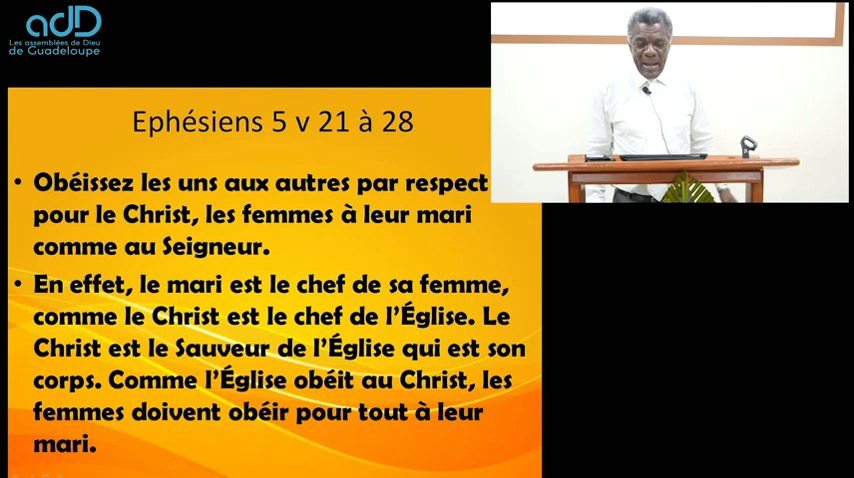 adD
Les assemblées de Dieu
de Guadeloupe
Ephésiens 5 v 21 à 28
• Obéissez les uns aux autres par respect
pour le Christ, les femmes à leur mari
comme au Seigneur.
• En effet, le mari est le chef de sa femme,
comme le Christ est le chef de l’Église. Le
Christ est le Sauveur de l’Église qui est son
corps. Comme l’Église obéit au Christ, les
femmes doivent obéir pour tout à leur
mari.